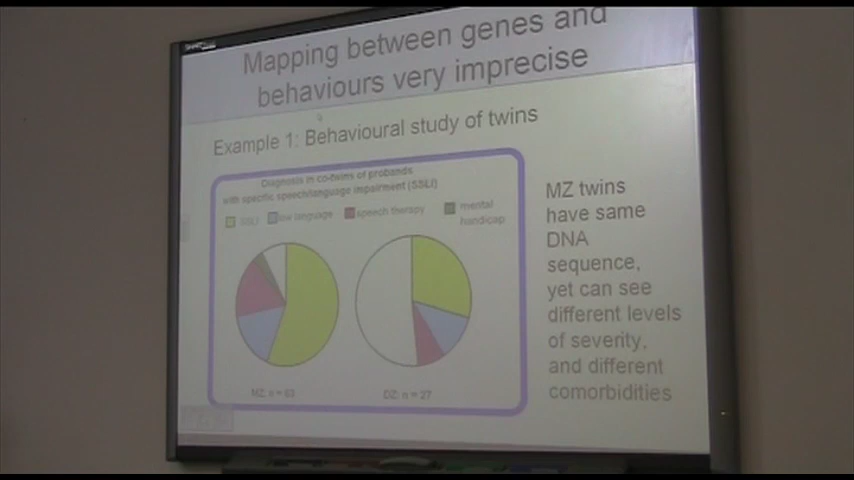 Mapping between genes and
behaviours very imprecise
Example 1: Behavioural study of twins
Diagnosis in co-twins of probands
with specific speech/language impairment (SSLI)
SSLI low language speech therapy mental
handicap
MZ twins
have same
DNA
sequence,
yet can see
different levels
of severity,
and different
comorbidities
MZ: n = 63
DZ: n = 27